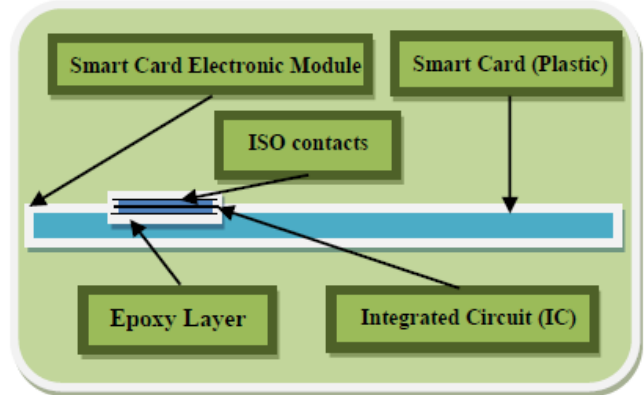 Smart Card Electronic Module
Smart Card (Plastic)
ISO contacts
Epoxy Layer
Integrated Circuit (IC)